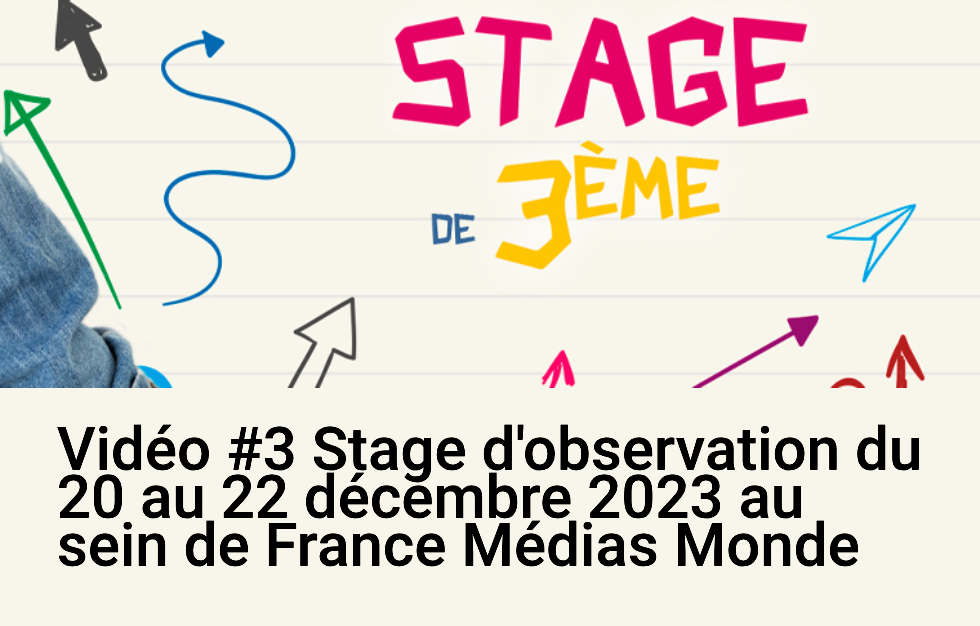 STAGE
DE 3ÈME
Vidéo #3 Stage d'observation du
20 au 22 décembre 2023 au
sein de France Médias Monde